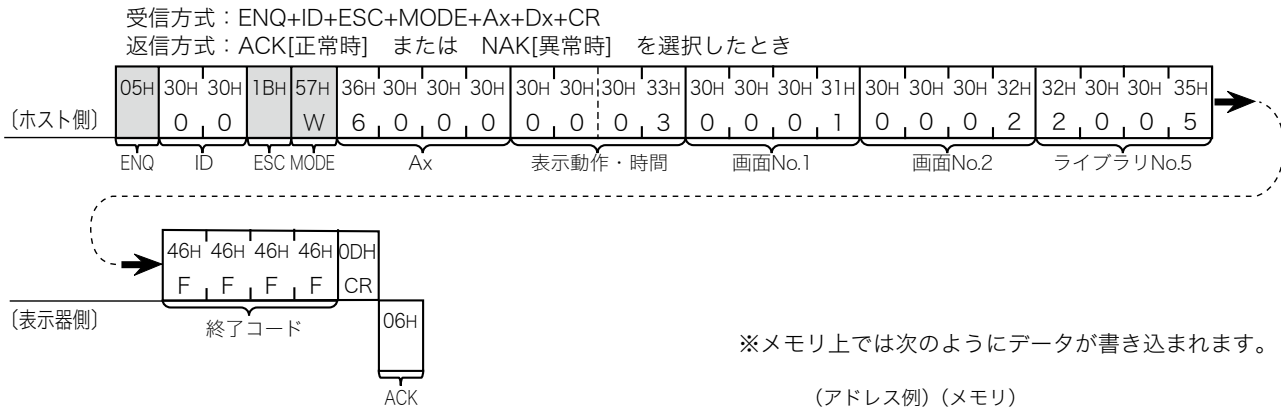 受信方式：ENQ+ID+ESC+MODE+Ax+Dx+CR
返信方式：ACK[正常時]　または　NAK[異常時]　を選択したとき
05H 30H 30H 1BH 57H 36H 30H 30H 30H 30H 30H 30H 33H 30H 30H 30H 31H 30H 30H 30H 32H 32H 30H 30H 35H
〔ホスト側〕 0 0 W 6 0 0 0 0 0 0 3 0 0 0 1 0 0 0 2 2 0 0 5
ENQ ID ESC MODE Ax 表示動作・時間 画面No.1 画面No.2 ライブラリNo.5
46H 46H 46H 46H 0DH
F F F F CR
〔表示器側〕 終了コード 06H
ACK
※メモリ上では次のようにデータが書き込まれます。
（アドレス例）（メモリ）